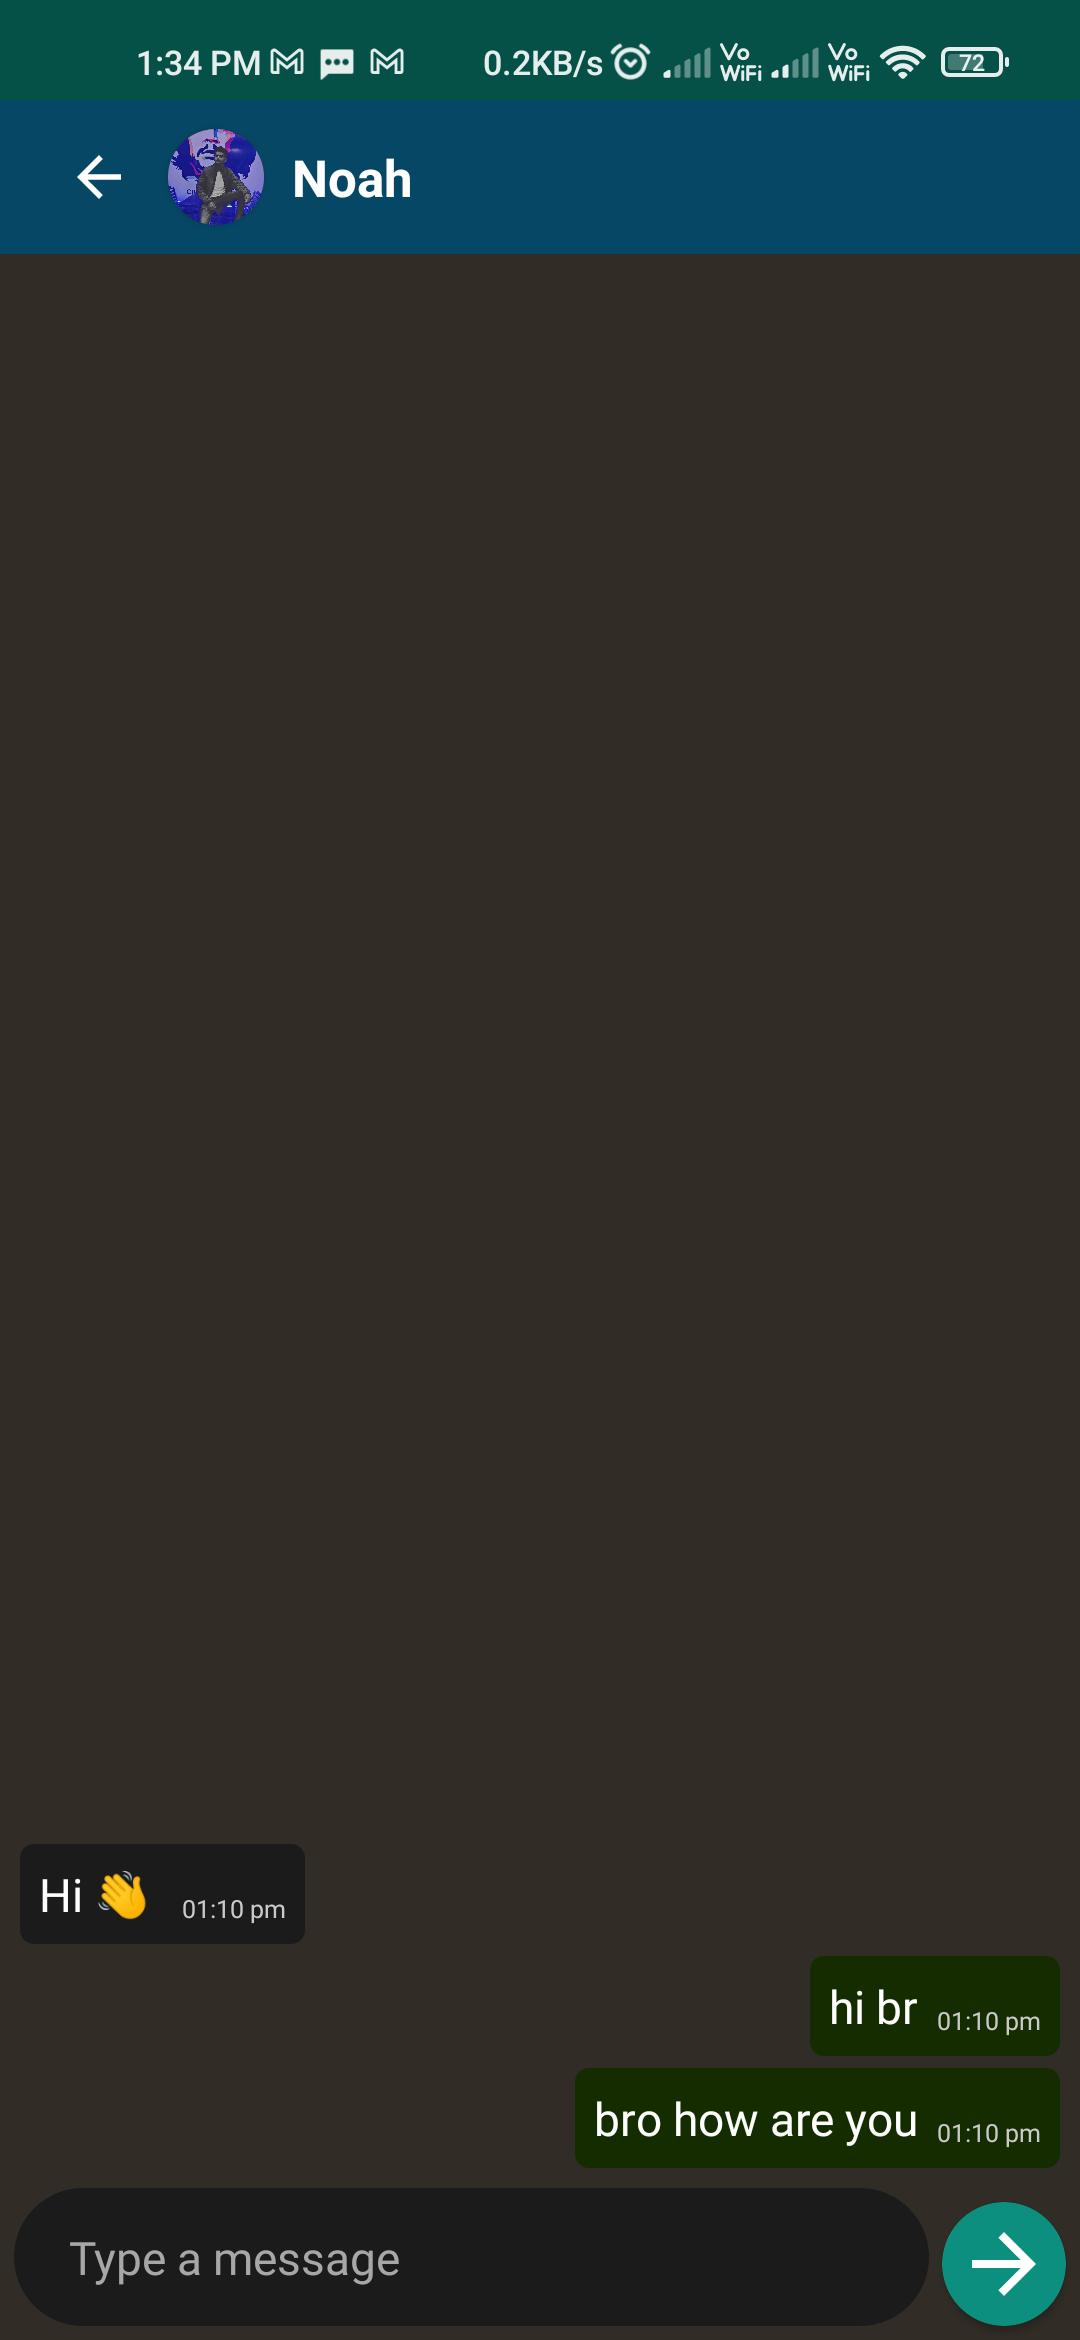 1:34 PM 0.2KB/s Vo WiFi Vo WiFi 72
Noah
Hi 👋 01:10 pm
hi br 01:10 pm
bro how are you 01:10 pm
Type a message